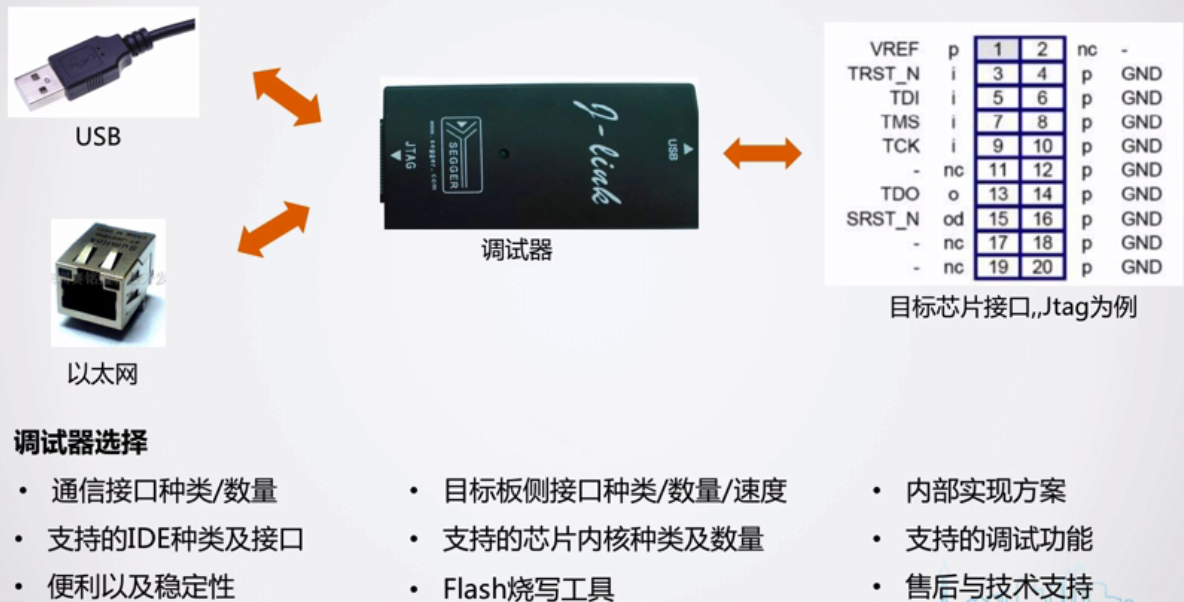 USB
以太网
J-Link
SEGGER
www.segger.com
JTAG
USB
调试器
VREF p 1 2 nc -
TRST_N i 3 4 p GND
TDI i 5 6 p GND
TMS i 7 8 p GND
TCK i 9 10 p GND
- nc 11 12 p GND
TDO o 13 14 p GND
SRST_N od 15 16 p GND
- nc 17 18 p GND
- nc 19 20 p GND
目标芯片接口,,Jtag为例
调试器选择
• 通信接口种类/数量
• 支持的IDE种类及接口
• 便利以及稳定性
• 目标板侧接口种类/数量/速度
• 支持的芯片内核种类及数量
• Flash烧写工具
• 内部实现方案
• 支持的调试功能
• 售后与技术支持